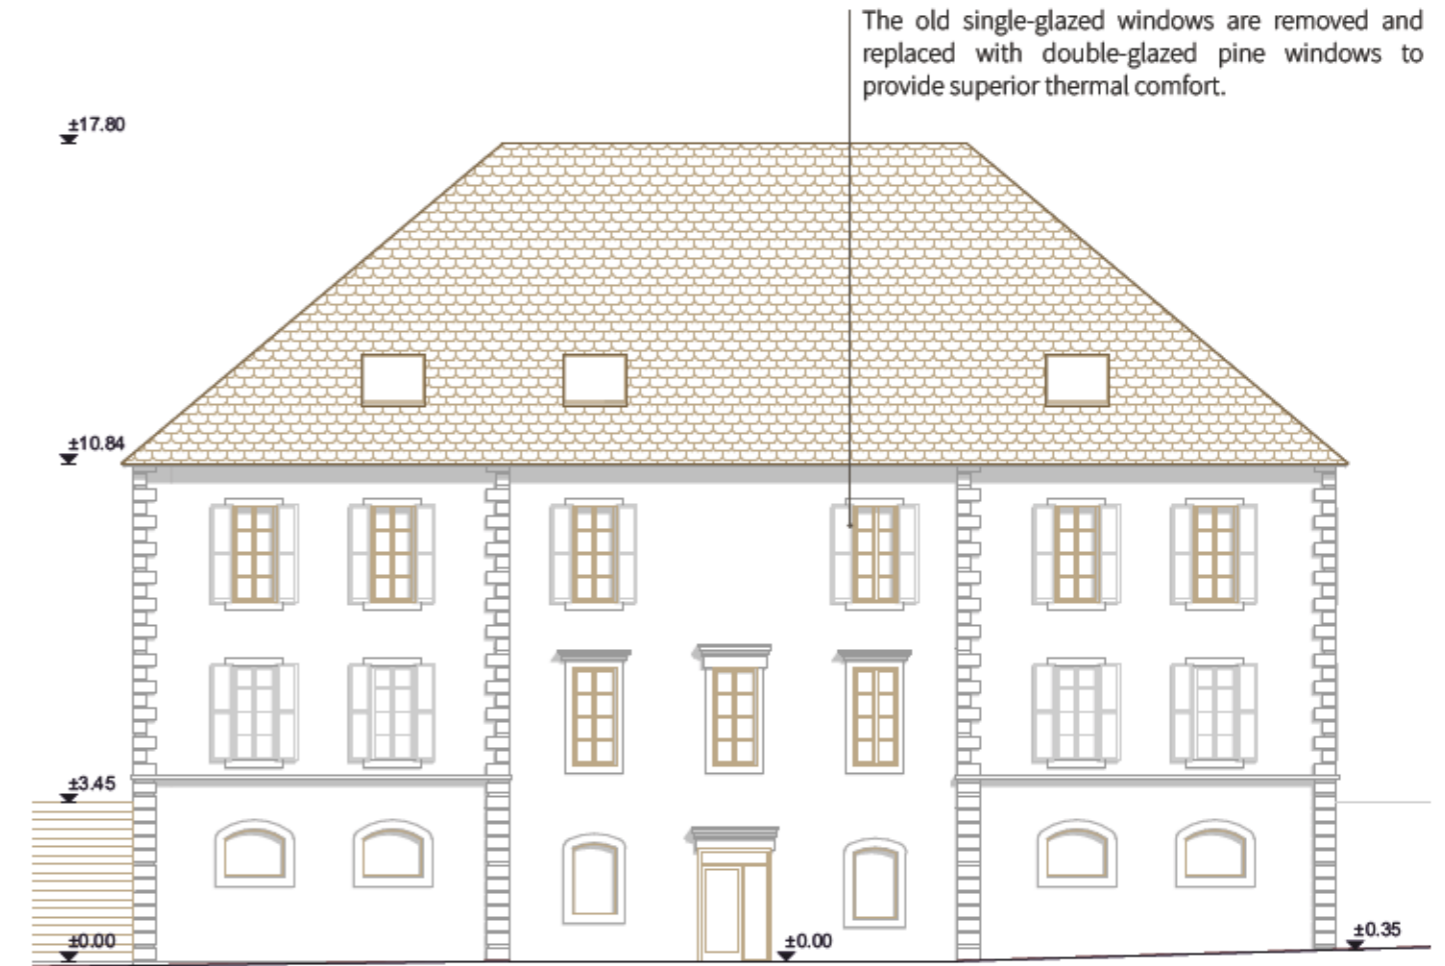 The old single-glazed windows are removed and
replaced with double-glazed pine windows to
provide superior thermal comfort.
±17.80
±10.84
±3.45
±0.00
±0.00
±0.35